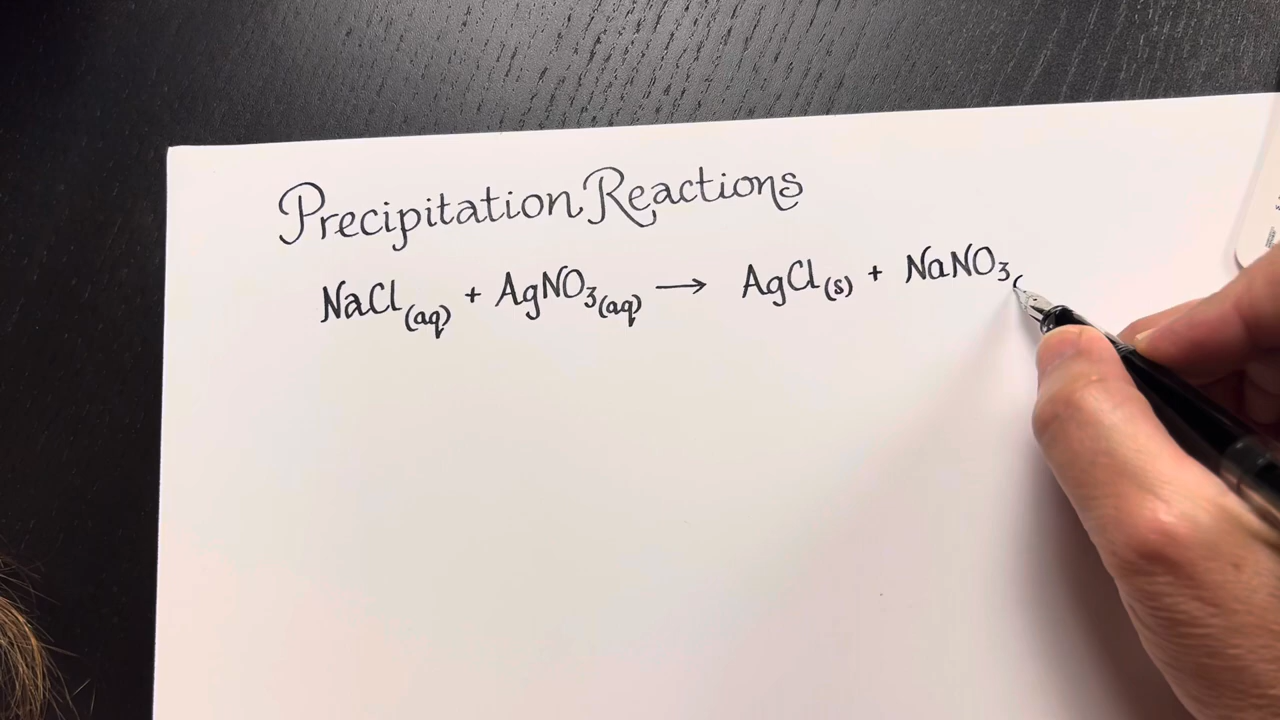 Precipitation Reactions
NaCl(aq) + AgNO3(aq) → AgCl(s) + NaNO3(